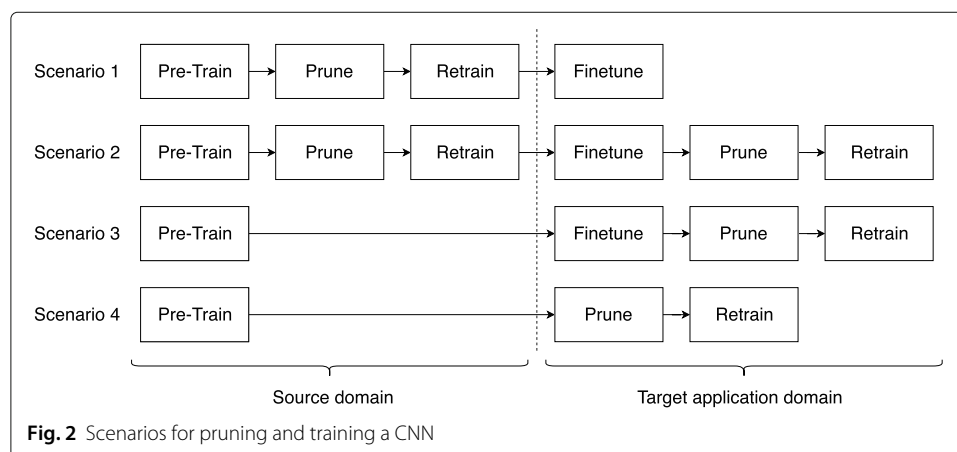 Scenario 1 Pre-Train Prune Retrain Finetune
Scenario 2 Pre-Train Prune Retrain Finetune Prune Retrain
Scenario 3 Pre-Train Finetune Prune Retrain
Scenario 4 Pre-Train Prune Retrain
Source domain Target application domain
Fig. 2 Scenarios for pruning and training a CNN